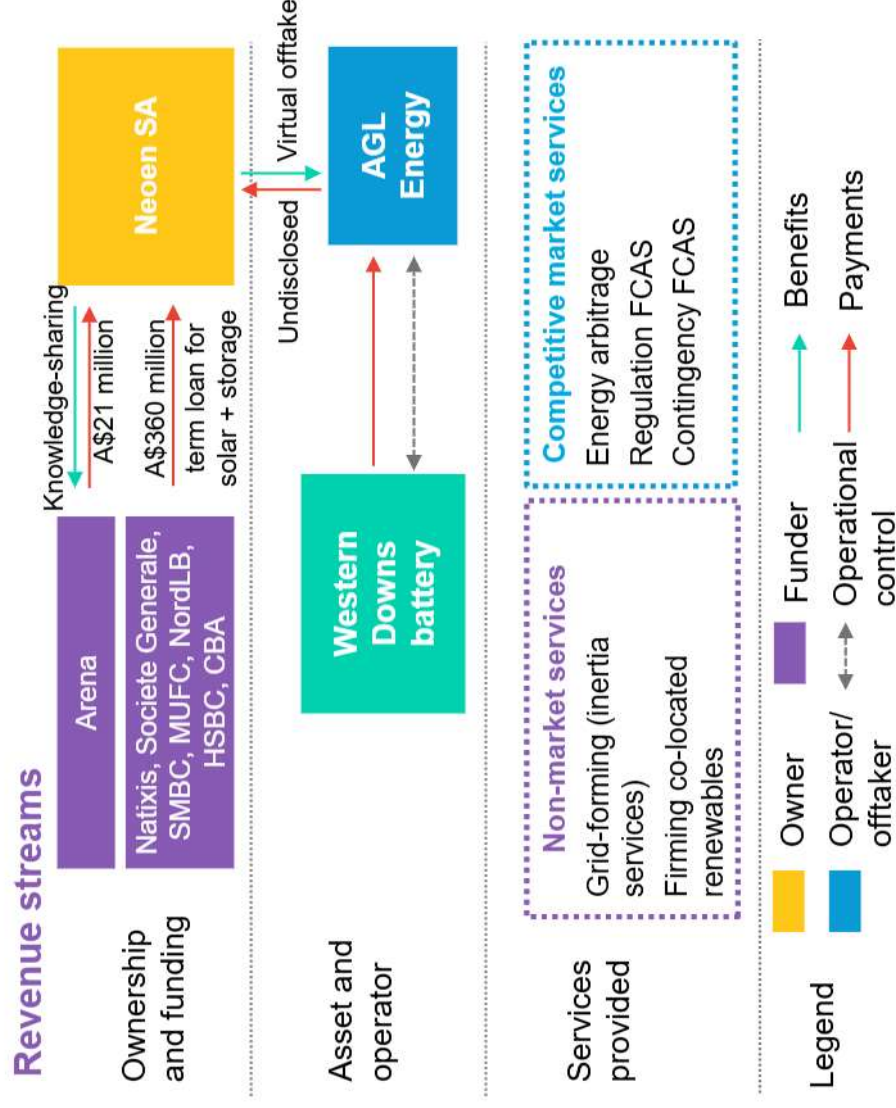 Revenue streams
Ownership
and funding
Arena
Natixis, Societe Generale,
SMBC, MUFC, NordLB,
HSBC, CBA
Knowledge-sharing
A$21 million
A$360 million
term loan for
solar + storage
Neoen SA
Undisclosed
Virtual offtake
Asset and
operator
Western
Downs
battery
AGL
Energy
Services
provided
Non-market services
Grid-forming (inertia
services)
Firming co-located
renewables
Competitive market services
Energy arbitrage
Regulation FCAS
Contingency FCAS
Legend
Owner
Funder
Benefits
Operator/
offtaker
Operational
control
Payments